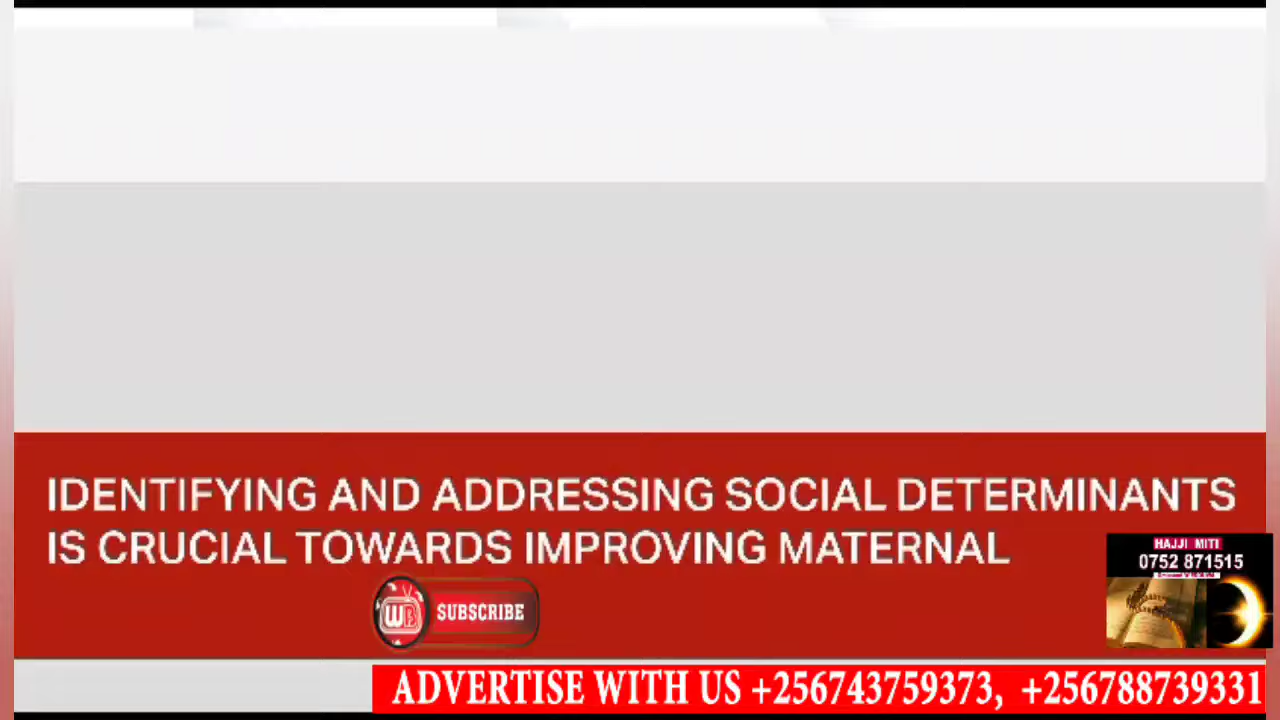 IDENTIFYING AND ADDRESSING SOCIAL DETERMINANTS
IS CRUCIAL TOWARDS IMPROVING MATERNAL
HAJJI MITI
0752 871515
WB SUBSCRIBE
ADVERTISE WITH US +256743759373, +256788739331